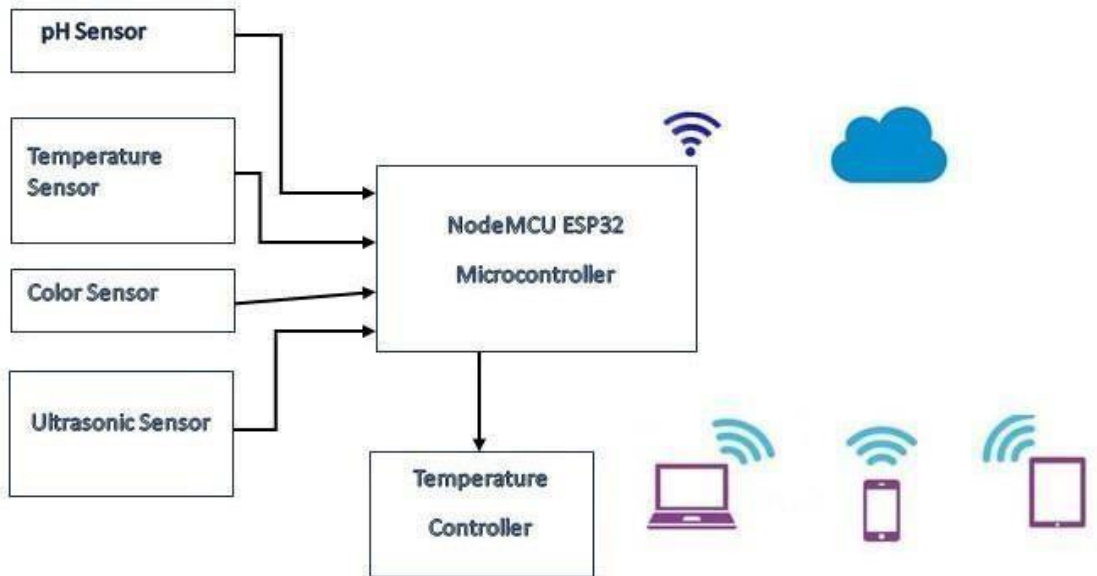 pH Sensor
Temperature
Sensor
Color Sensor
Ultrasonic Sensor
NodeMCU ESP32
Microcontroller
Temperature
Controller